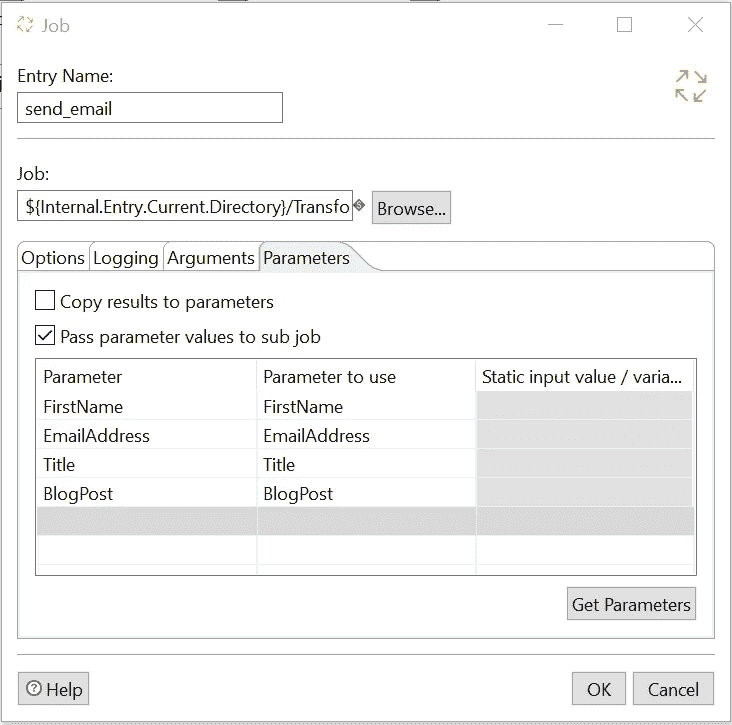 Job
Entry Name:
send_email
Job:
${Internal.Entry.Current.Directory}/Transfo
Browse...
Options Logging Arguments Parameters
Copy results to parameters
Pass parameter values to sub job
Parameter Parameter to use Static input value / varia...
FirstName FirstName
EmailAddress EmailAddress
Title Title
BlogPost BlogPost
Get Parameters
Help OK Cancel